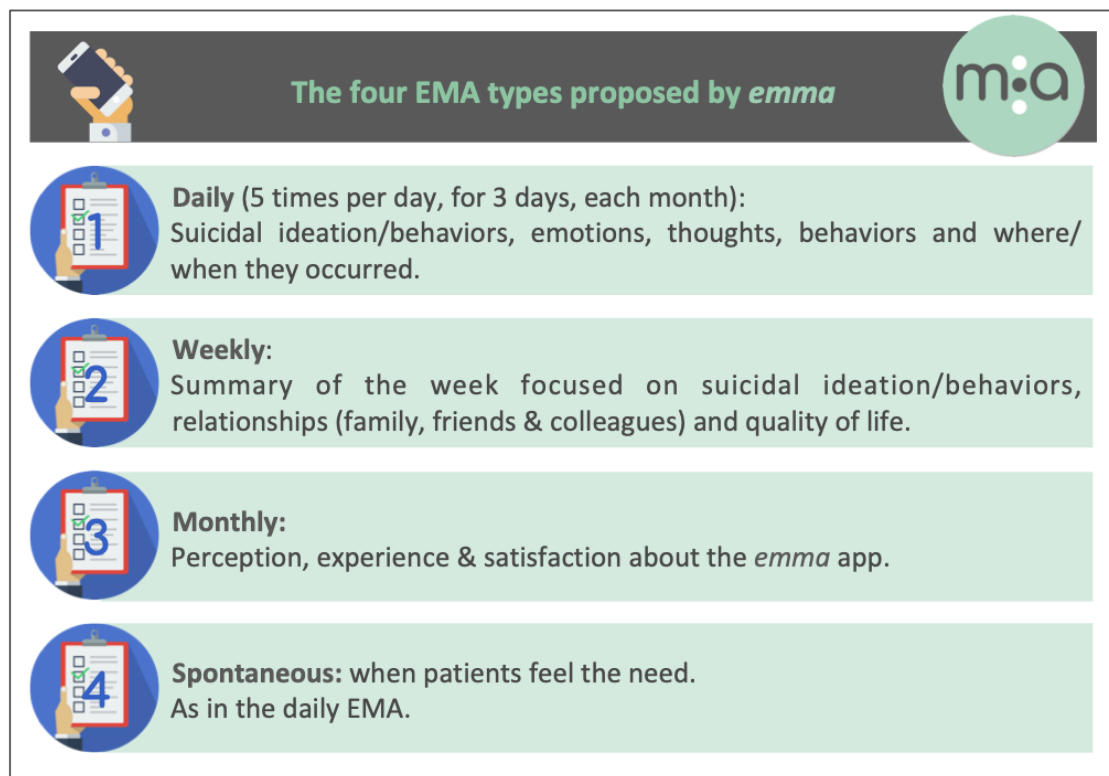 The four EMA types proposed by emma
m:a
1
Daily (5 times per day, for 3 days, each month):
Suicidal ideation/behaviors, emotions, thoughts, behaviors and where/
when they occurred.
2
Weekly:
Summary of the week focused on suicidal ideation/behaviors,
relationships (family, friends & colleagues) and quality of life.
3
Monthly:
Perception, experience & satisfaction about the emma app.
4
Spontaneous: when patients feel the need.
As in the daily EMA.